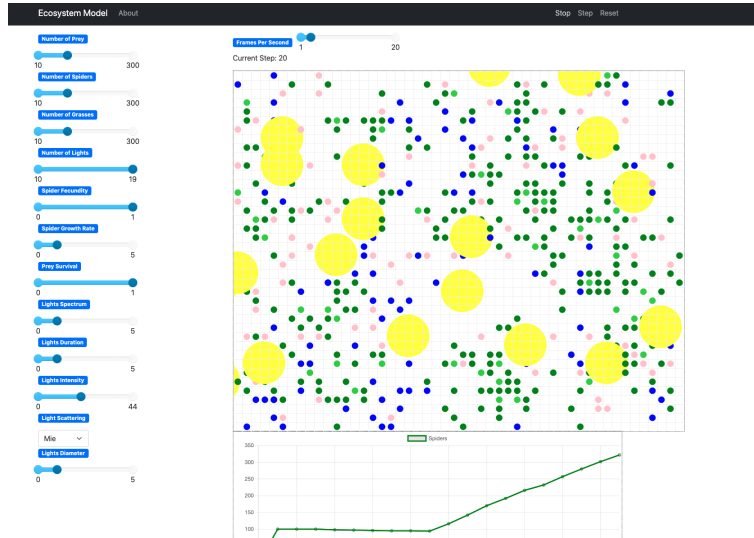 Ecosystem Model About Stop Step Reset
Number of Prey
10 300
Number of Spiders
10 300
Number of Grasses
10 300
Number of Lights
10 19
Spider Fecundity
0 1
Spider Growth Rate
0 5
Prey Survival
0 1
Lights Spectrum
0 5
Lights Duration
0 5
Lights Intensity
0 44
Light Scattering
Mie
Lights Diameter
0 5
Frames Per Second
1 20
Current Step: 20
Spiders
350
300
250
200
150
100